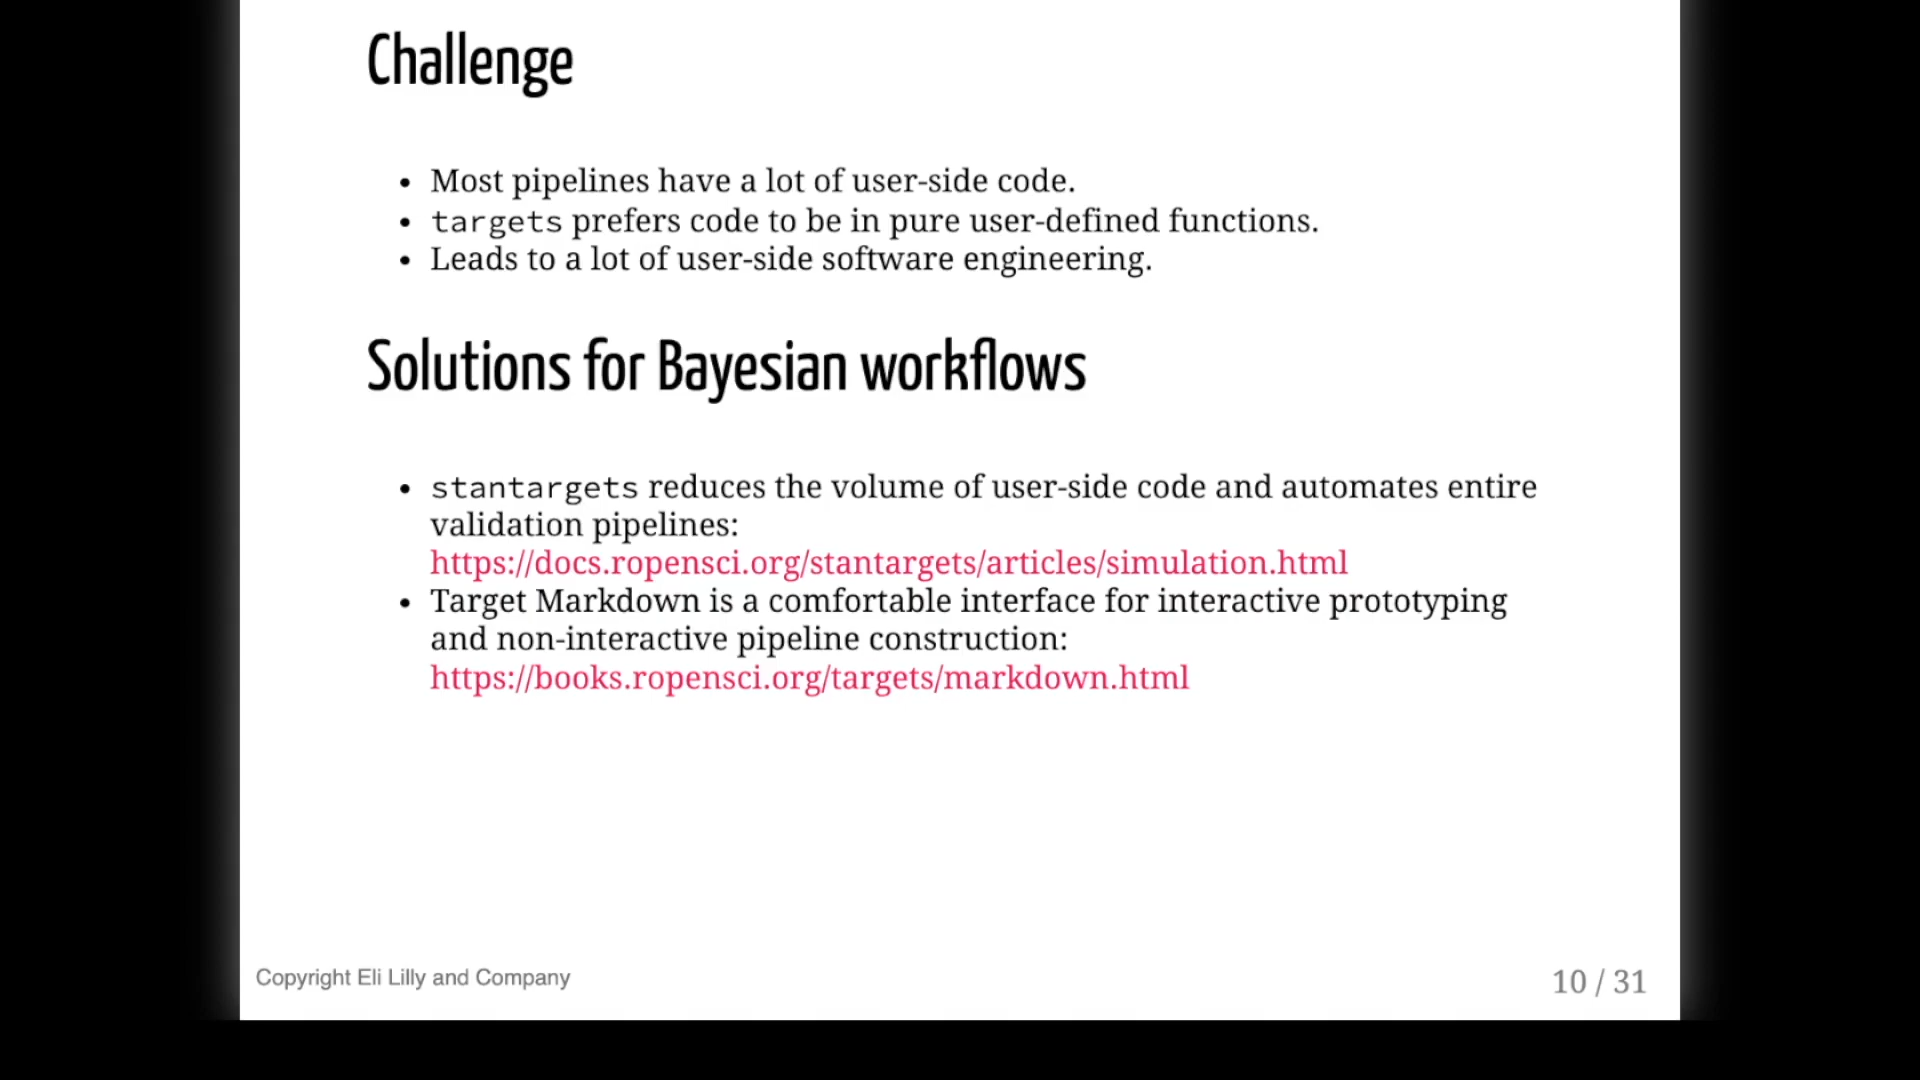 Challenge
Most pipelines have a lot of user-side code.
targets prefers code to be in pure user-defined functions.
Leads to a lot of user-side software engineering.
Solutions for Bayesian workflows
stantargets reduces the volume of user-side code and automates entire
validation pipelines:
https://docs.ropensci.org/stantargets/articles/simulation.html
Target Markdown is a comfortable interface for interactive prototyping
and non-interactive pipeline construction:
https://books.ropensci.org/targets/markdown.html
Copyright Eli Lilly and Company
10 / 31